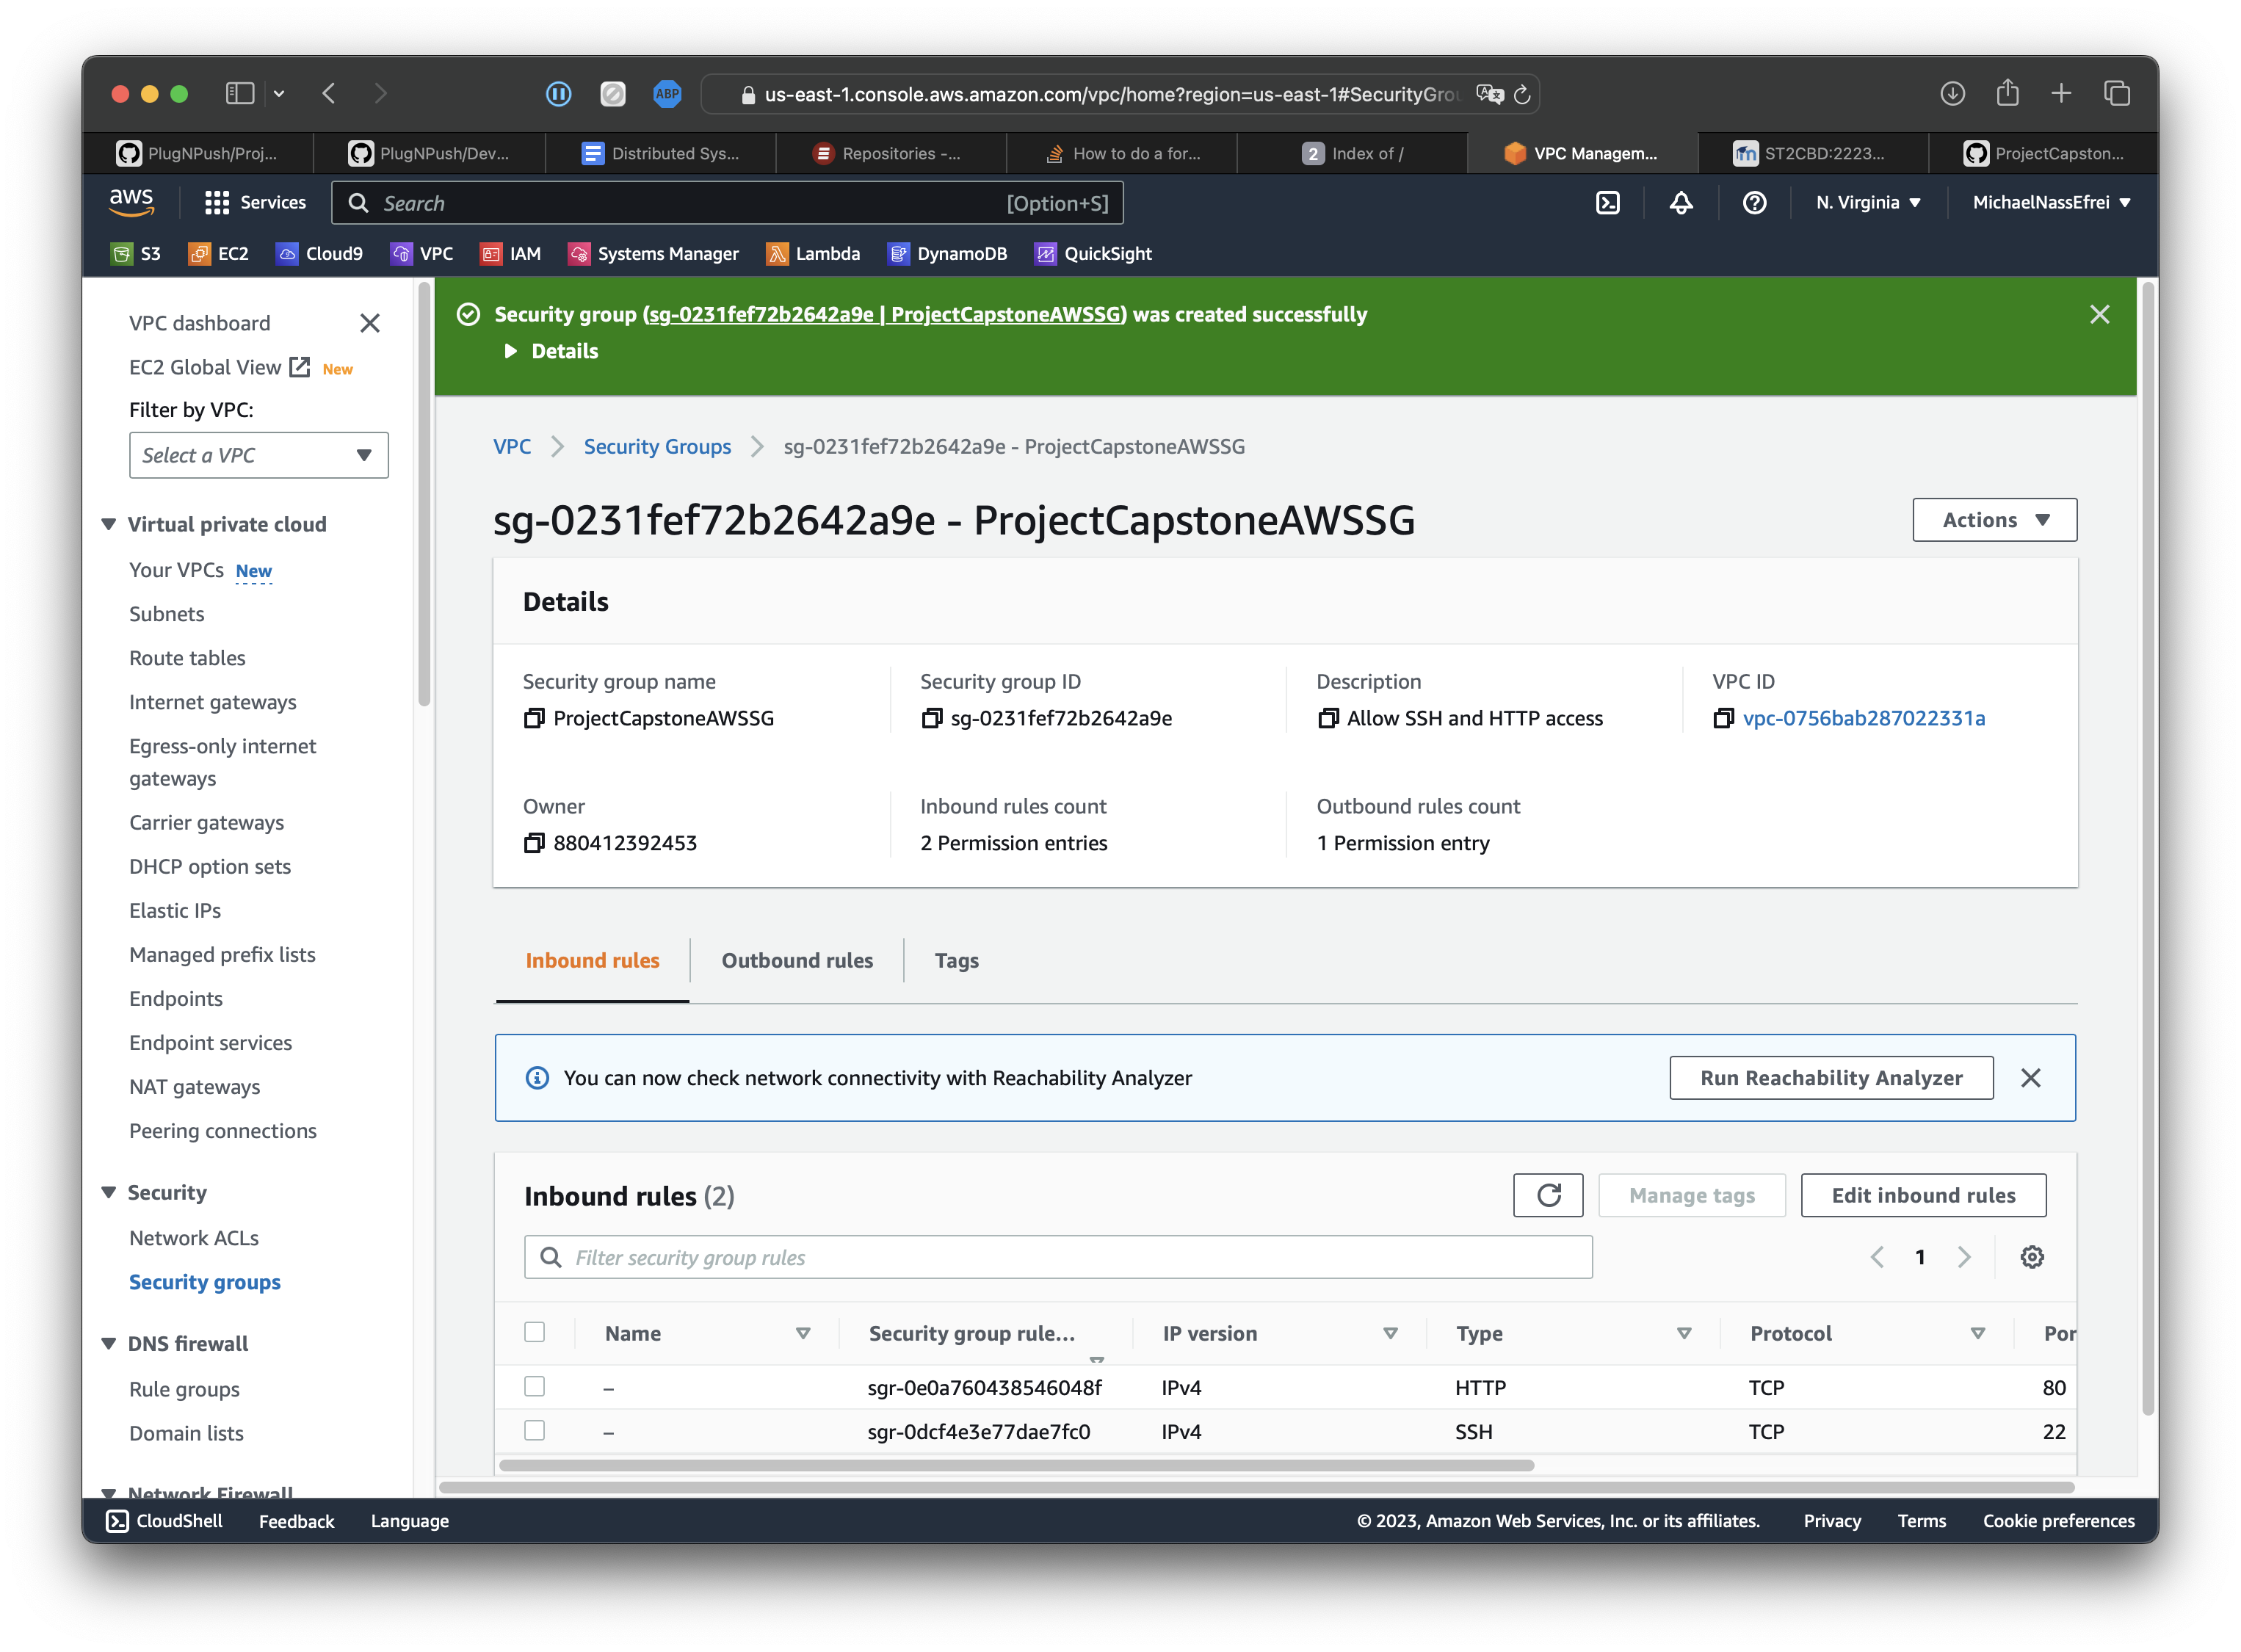 ABP
us-east-1.console.aws.amazon.com/vpc/home?region=us-east-1#SecurityGrou
PlugNPush/Proj...
PlugNPush/Dev...
Distributed Sys...
Repositories -...
How to do a for...
2 Index of /
VPC Managem...
ST2CBD:2223...
ProjectCapston...
aws
Services
Search
[Option+S]
N. Virginia
MichaelNassEfrei
S3
EC2
Cloud9
VPC
IAM
Systems Manager
Lambda
DynamoDB
QuickSight
VPC dashboard
EC2 Global View New
Filter by VPC:
Select a VPC
Virtual private cloud
Your VPCs New
Subnets
Route tables
Internet gateways
Egress-only internet
gateways
Carrier gateways
DHCP option sets
Elastic IPs
Managed prefix lists
Endpoints
Endpoint services
NAT gateways
Peering connections
Security
Network ACLs
Security groups
DNS firewall
Rule groups
Domain lists
Network Firewall
Security group (sg-0231fef72b2642a9e | ProjectCapstoneAWSSG) was created successfully
Details
VPC
Security Groups
sg-0231fef72b2642a9e - ProjectCapstoneAWSSG
sg-0231fef72b2642a9e - ProjectCapstoneAWSSG
Actions
Details
Security group name
ProjectCapstoneAWSSG
Security group ID
sg-0231fef72b2642a9e
Description
Allow SSH and HTTP access
VPC ID
vpc-0756bab287022331a
Owner
880412392453
Inbound rules count
2 Permission entries
Outbound rules count
1 Permission entry
Inbound rules
Outbound rules
Tags
You can now check network connectivity with Reachability Analyzer
Run Reachability Analyzer
Inbound rules (2)
Manage tags
Edit inbound rules
Filter security group rules
1
Name
Security group rule...
IP version
Type
Protocol
Por
– sgr-0e0a760438546048f IPv4 HTTP TCP 80
– sgr-0dcf4e3e77dae7fc0 IPv4 SSH TCP 22
CloudShell
Feedback
Language
© 2023, Amazon Web Services, Inc. or its affiliates.
Privacy
Terms
Cookie preferences